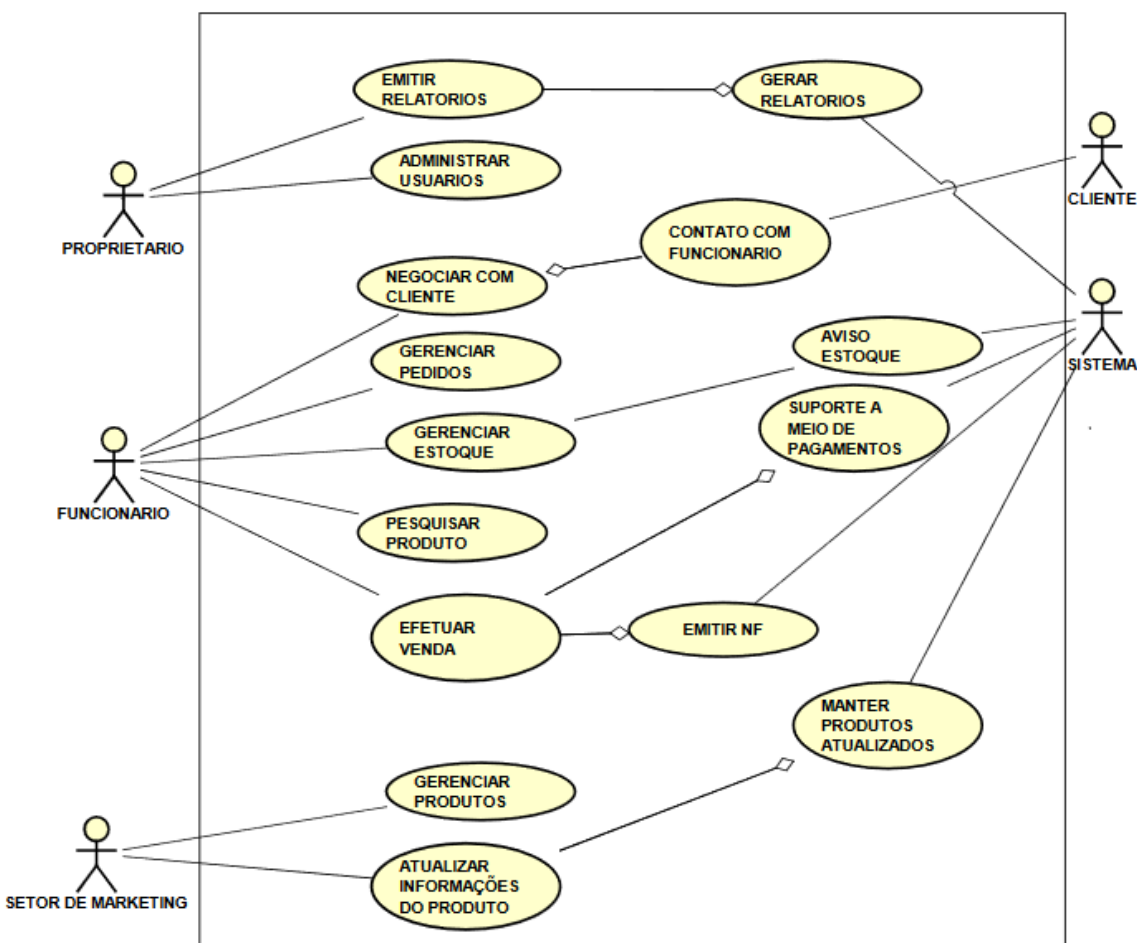 EMITIR
RELATORIOS
GERAR
RELATORIOS
ADMINISTRAR
USUARIOS
CLIENTE
PROPRIETARIO
CONTATO COM
FUNCIONARIO
NEGOCIAR COM
CLIENTE
AVISO
ESTOQUE
SISTEMA
GERENCIAR
PEDIDOS
SUPORTE A
MEIO DE
PAGAMENTOS
GERENCIAR
ESTOQUE
FUNCIONARIO
PESQUISAR
PRODUTO
EFETUAR
VENDA
EMITIR NF
MANTER
PRODUTOS
ATUALIZADOS
GERENCIAR
PRODUTOS
ATUALIZAR
INFORMAÇÕES
DO PRODUTO
SETOR DE MARKETING